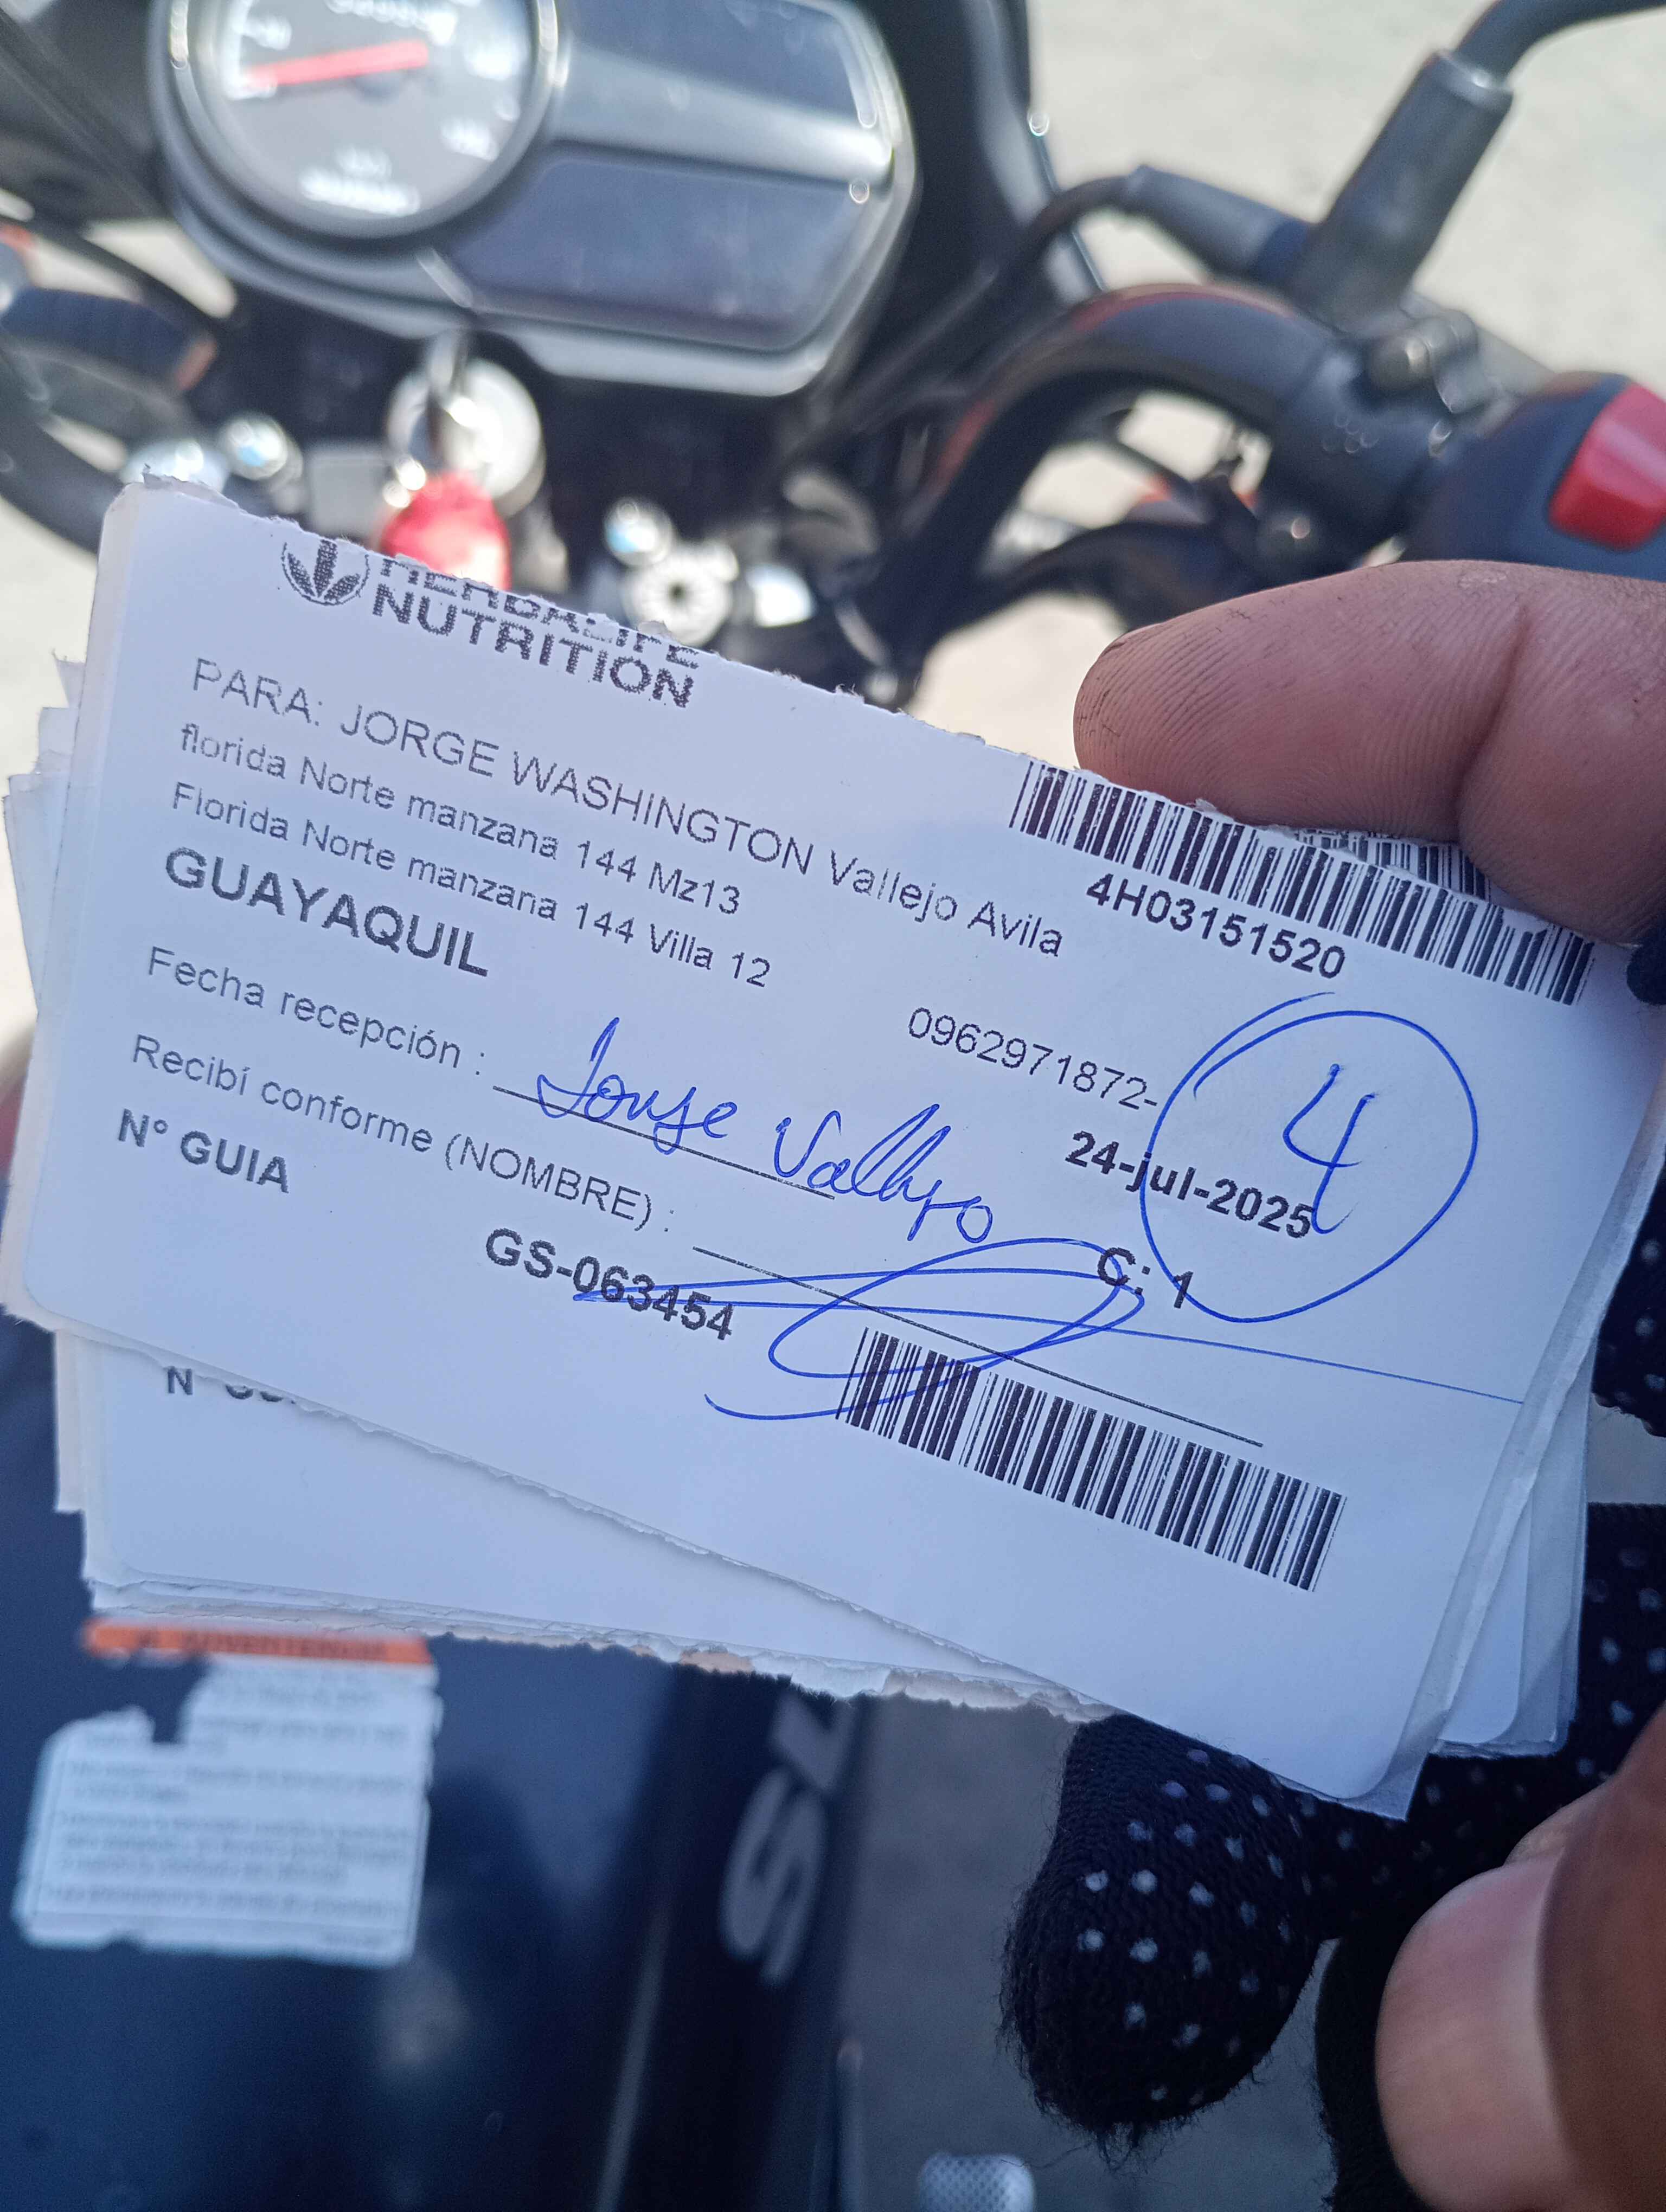 HERBALIFE
NUTRITION
PARA: JORGE WASHINGTON Vallejo Avila
florida Norte manzana 144 Mz13
Florida Norte manzana 144 Villa 12
GUAYAQUIL
4H03151520
0962971872-
4
Fecha recepción :
Jorge Vallejo
24-jul-2025
Recibí conforme (NOMBRE) :
C: 1
N° GUIA
GS-063454